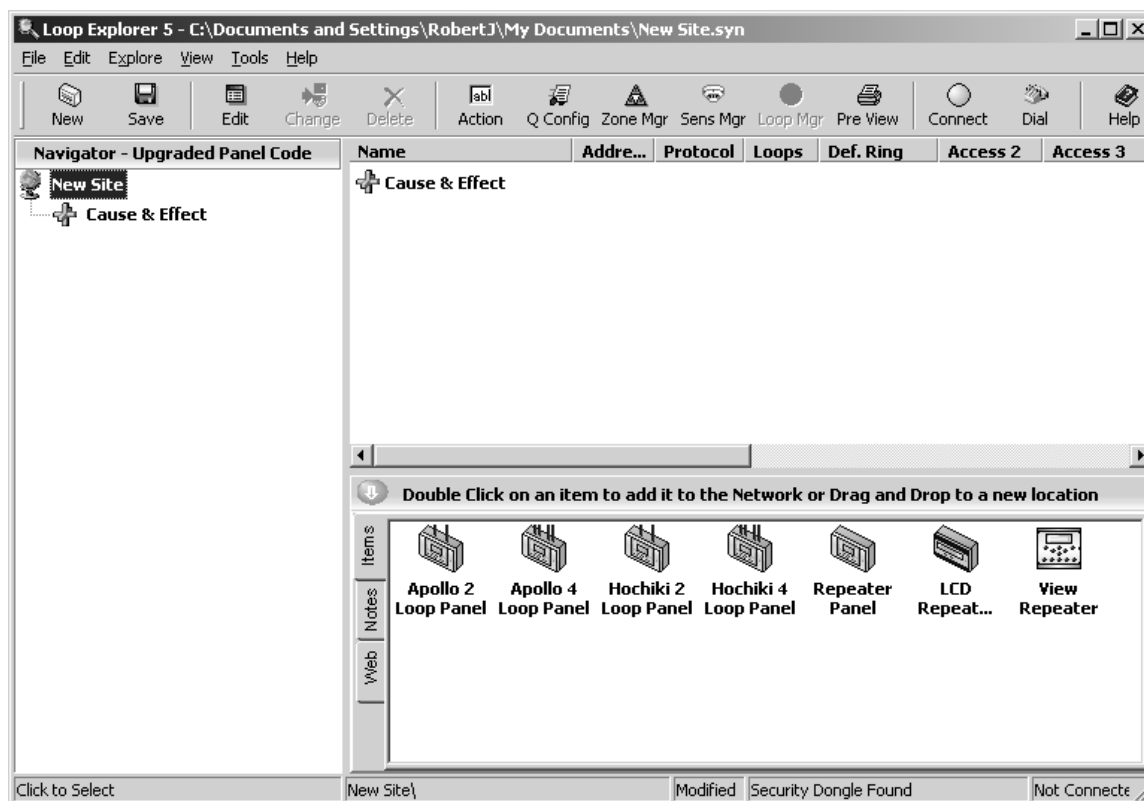 Loop Explorer 5 - C:\Documents and Settings\RobertJ\My Documents\New Site.syn
File Edit Explore View Tools Help
New Save Edit Change Delete Action Q Config Zone Mgr Sens Mgr Loop Mgr Pre View Connect Dial Help
Navigator - Upgraded Panel Code
New Site
Cause & Effect
Name Addre... Protocol Loops Def. Ring Access 2 Access 3
Cause & Effect
Double Click on an item to add it to the Network or Drag and Drop to a new location
Items
Notes
Web
Apollo 2 Loop Panel
Apollo 4 Loop Panel
Hochiki 2 Loop Panel
Hochiki 4 Loop Panel
Repeater Panel
LCD Repeat...
View Repeater
Click to Select New Site\ Modified Security Dongle Found Not Connecte